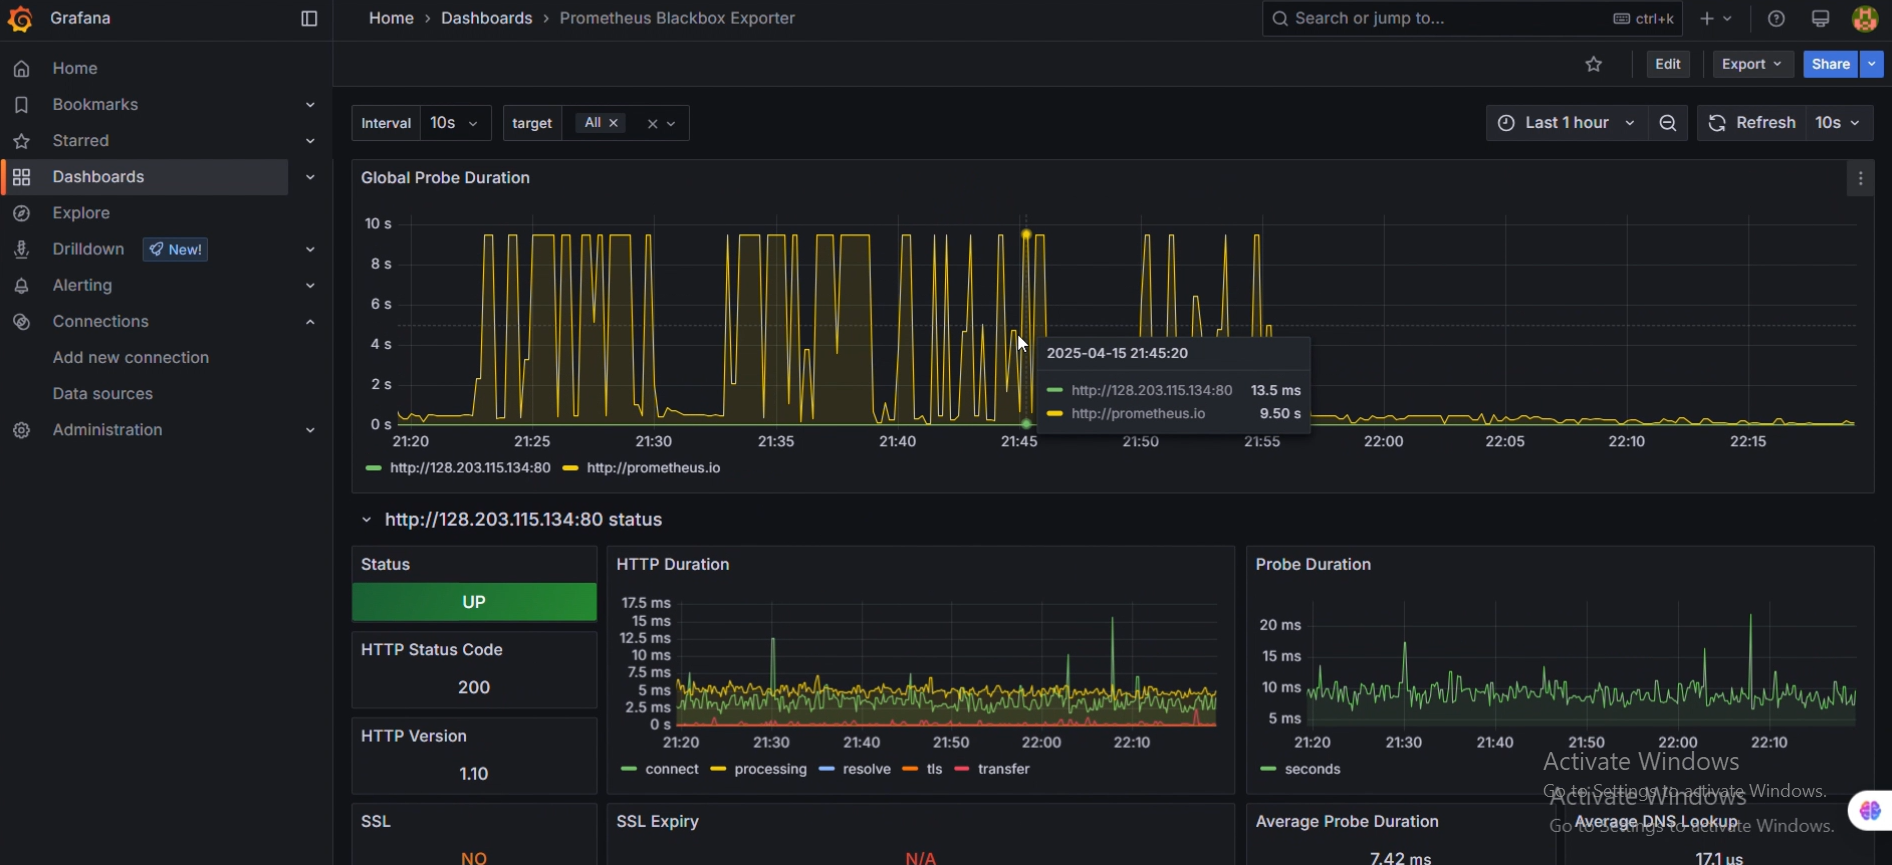 Grafana
Home › Dashboards › Prometheus Blackbox Exporter
Search or jump to... ctrl+k
Home
Bookmarks
Starred
Dashboards
Explore
Drilldown New!
Alerting
Connections
Add new connection
Data sources
Administration
Edit Export Share
Interval 10s target All
Last 1 hour Refresh 10s
Global Probe Duration
10 s
8 s
6 s
4 s
2 s
0 s
21:20 21:25 21:30 21:35 21:40 21:45 21:50 21:55 22:00 22:05 22:10 22:15
2025-04-15 21:45:20
http://128.203.115.134:80 13.5 ms
http://prometheus.io 9.50 s
http://128.203.115.134:80 http://prometheus.io
http://128.203.115.134:80 status
Status
UP
HTTP Status Code
200
HTTP Version
1.10
SSL
NO
HTTP Duration
17.5 ms
15 ms
12.5 ms
10 ms
7.5 ms
5 ms
2.5 ms
0 s
21:20 21:30 21:40 21:50 22:00 22:10
connect processing resolve tls transfer
SSL Expiry
N/A
Probe Duration
20 ms
15 ms
10 ms
5 ms
21:20 21:30 21:40 21:50 22:00 22:10
seconds
Average Probe Duration
7.42 ms
Average DNS Lookup
17.1 µs
Activate Windows
Go to Settings to activate Windows.
Activate Windows
Go to Settings to activate Windows.